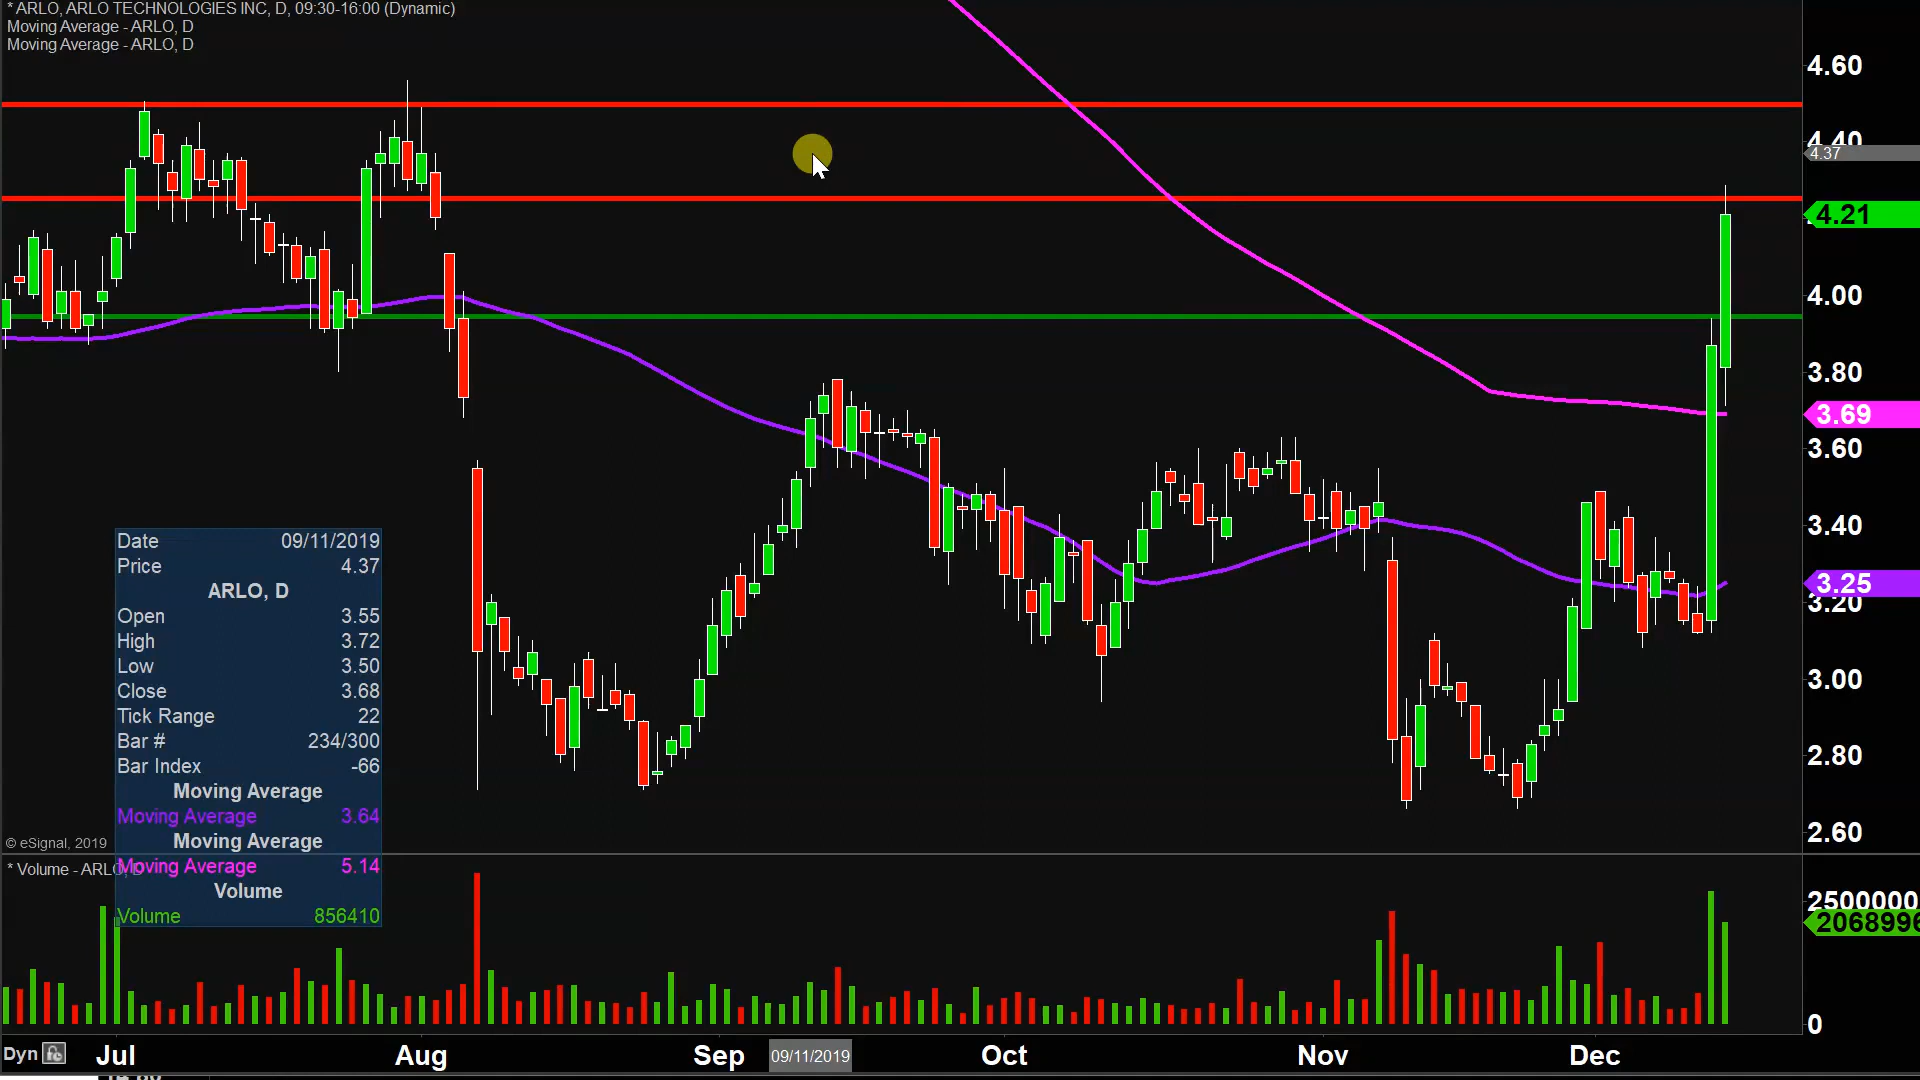 * ARLO, ARLO TECHNOLOGIES INC, D, 09:30-16:00 (Dynamic)
Moving Average - ARLO, D
Moving Average - ARLO, D
4.60
4.40
4.37
4.21
4.00
3.80
3.69
3.60
3.40
3.25
3.20
3.00
2.80
2.60
Date 09/11/2019
Price 4.37
ARLO, D
Open 3.55
High 3.72
Low 3.50
Close 3.68
Tick Range 22
Bar # 234/300
Bar Index -66
Moving Average
Moving Average 3.64
Moving Average
Moving Average 5.14
Volume
Volume 856410
© eSignal, 2019
* Volume - ARLO, D
2500000
2068996
0
Dyn Jul Aug Sep 09/11/2019 Oct Nov Dec